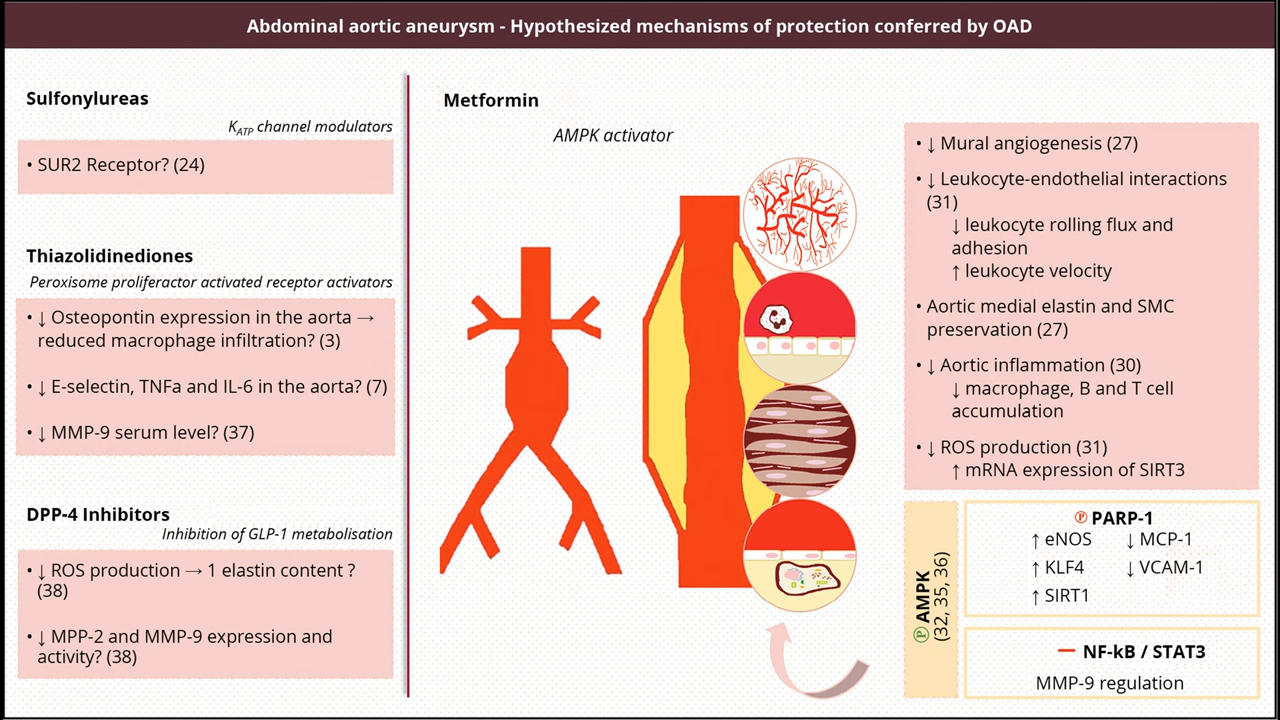 Abdominal aortic aneurysm - Hypothesized mechanisms of protection conferred by OAD
Sulfonylureas
KATP channel modulators
• SUR2 Receptor? (24)
Thiazolidinediones
Peroxisome proliferactor activated receptor activators
• ↓ Osteopontin expression in the aorta →
reduced macrophage infiltration? (3)
• ↓ E-selectin, TNFa and IL-6 in the aorta? (7)
• ↓ MMP-9 serum level? (37)
DPP-4 Inhibitors
Inhibition of GLP-1 metabolisation
• ↓ ROS production → 1 elastin content ?
(38)
• ↓ MPP-2 and MMP-9 expression and
activity? (38)
Metformin
AMPK activator
• ↓ Mural angiogenesis (27)
• ↓ Leukocyte-endothelial interactions
(31)
↓ leukocyte rolling flux and
adhesion
↑ leukocyte velocity
• Aortic medial elastin and SMC
preservation (27)
• ↓ Aortic inflammation (30)
↓ macrophage, B and T cell
accumulation
• ↓ ROS production (31)
↑ mRNA expression of SIRT3
Ⓟ AMPK
(32, 35, 36)
Ⓟ PARP-1
↑ eNOS ↓ MCP-1
↑ KLF4 ↓ VCAM-1
↑ SIRT1
— NF-kB / STAT3
MMP-9 regulation